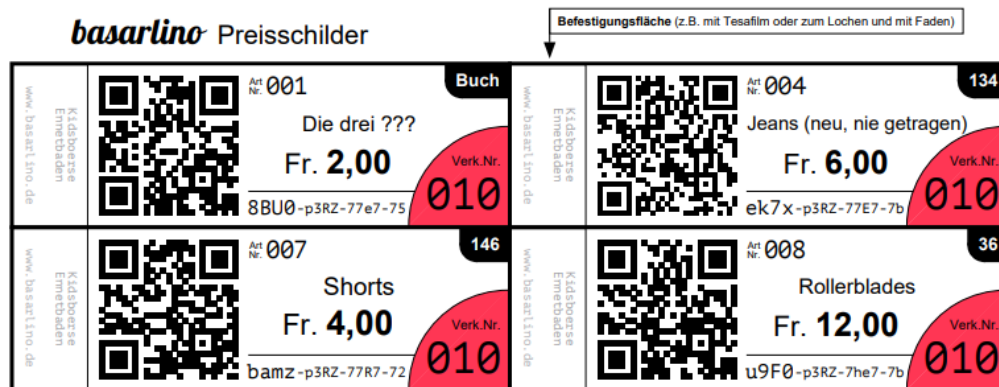 Befestigungsfläche (z.B. mit Tesafilm oder zum Lochen und mit Faden)
basarlino Preisschilder
www.basarlino.de
Kidsboerse
Ennetbaden
Art
Nr. 001
Buch
Die drei ???
Fr. 2,00
Verk.Nr.
010
8BU0-p3RZ-77e7-75
www.basarlino.de
Kidsboerse
Ennetbaden
Art
Nr. 004
134
Jeans (neu, nie getragen)
Fr. 6,00
Verk.Nr.
010
ek7x-p3RZ-77E7-7b
www.basarlino.de
Kidsboerse
Ennetbaden
Art
Nr. 007
146
Shorts
Fr. 4,00
Verk.Nr.
010
bamz-p3RZ-77R7-72
www.basarlino.de
Kidsboerse
Ennetbaden
Art
Nr. 008
36
Rollerblades
Fr. 12,00
Verk.Nr.
010
u9F0-p3RZ-7he7-7b